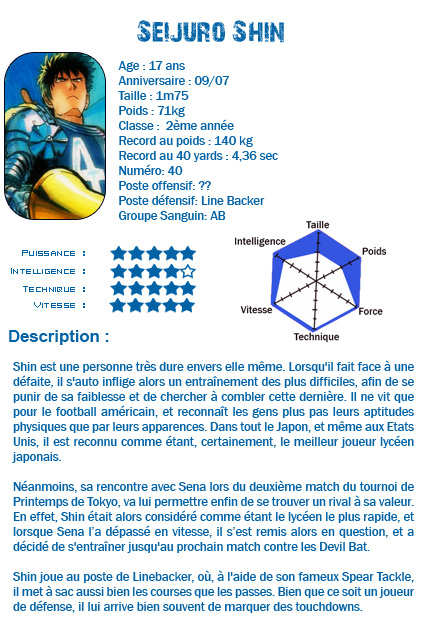 Seijuro Shin
Age : 17 ans
Anniversaire : 09/07
Taille : 1m75
Poids : 71kg
Classe : 2ème année
Record au poids : 140 kg
Record au 40 yards : 4,36 sec
Numéro: 40
Poste offensif: ??
Poste défensif: Line Backer
Groupe Sanguin: AB
4
Puissance :
Intelligence :
Technique :
Vitesse :
Taille
Intelligence
Poids
Vitesse
Force
Technique
Description :
Shin est une personne très dure envers elle même. Lorsqu'il fait face à une
défaite, il s'auto inflige alors un entraînement des plus difficiles, afin de se
punir de sa faiblesse et de chercher à combler cette dernière. Il ne vit que
pour le football américain, et reconnaît les gens plus pas leurs aptitudes
physiques que par leurs apparences. Dans tout le Japon, et même aux Etats
Unis, il est reconnu comme étant, certainement, le meilleur joueur lycéen
japonais.
Néanmoins, sa rencontre avec Sena lors du deuxième match du tournoi de
Printemps de Tokyo, va lui permettre enfin de se trouver un rival à sa valeur.
En effet, Shin était alors considéré comme étant le lycéen le plus rapide, et
lorsque Sena l'a dépassé en vitesse, il s'est remis alors en question, et a
décidé de s'entraîner jusqu'au prochain match contre les Devil Bat.
Shin joue au poste de Linebacker, où, à l'aide de son fameux Spear Tackle,
il met à sac aussi bien les courses que les passes. Bien que ce soit un joueur
de défense, il lui arrive bien souvent de marquer des touchdowns.